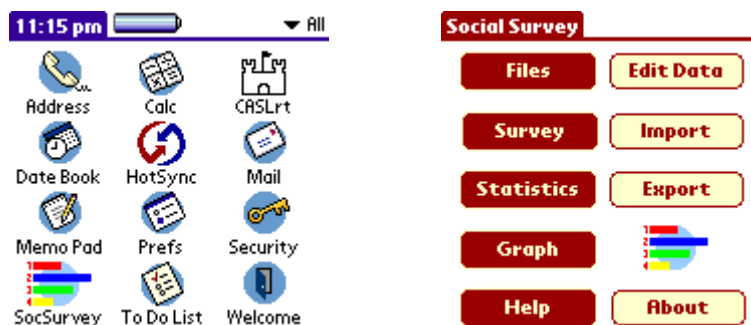 11:15 pm All
Address Calc CASLrt
Date Book HotSync Mail
Memo Pad Prefs Security
SocSurvey To Do List Welcome
Social Survey
Files Edit Data
Survey Import
Statistics Export
Graph
Help About